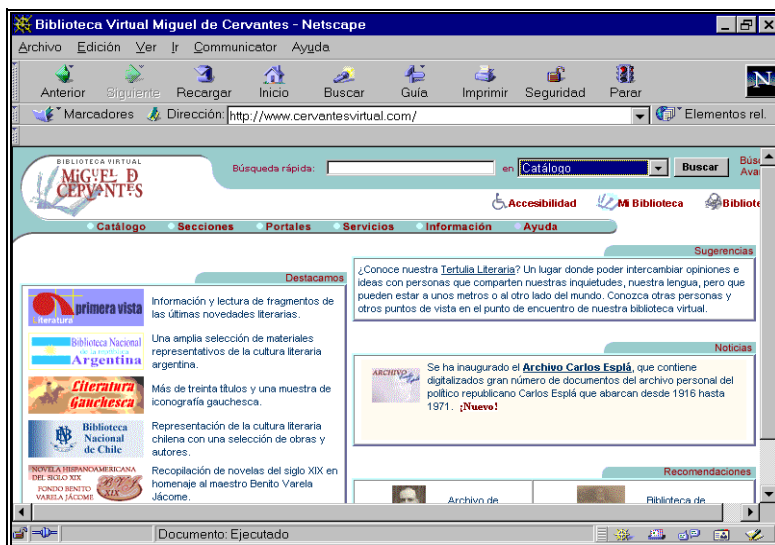 Biblioteca Virtual Miguel de Cervantes - Netscape
Archivo Edición Ver Ir Communicator Ayuda
Anterior Siguiente Recargar Inicio Buscar Guía Imprimir Seguridad Parar
N
Marcadores Dirección: http://www.cervantesvirtual.com/ Elementos rel.
BIBLIOTECA VIRTUAL
MIGUEL D
CERVANTES
Búsqueda rápida: en Catálogo Buscar
Accesibilidad Mi Biblioteca
Catálogo Secciones Portales Servicios Información Ayuda
Destacamos
primera vista
Literatura
Información y lectura de fragmentos de
las últimas novedades literarias.
Biblioteca Nacional
Argentina
Una amplia selección de materiales
representativos de la cultura literaria
argentina.
Literatura
Gauchesca
Más de treinta títulos y una muestra de
iconografía gauchesca.
Biblioteca
Nacional
de Chile
Representación de la cultura literaria
chilena con una selección de obras y
autores.
NOVELA HISPANOAMERICANA
DEL SIGLO XIX
FONDO BENITO
VARELA JÁCOME
XIX
Recopilación de novelas del siglo XIX en
homenaje al maestro Benito Varela
Jácome.
Sugerencias
¿Conoce nuestra Tertulia Literaria? Un lugar donde poder intercambiar opiniones e
ideas con personas que comparten nuestras inquietudes, nuestra lengua, pero que
pueden estar a unos metros o al otro lado del mundo. Conozca otras personas y
otros puntos de vista en el punto de encuentro de nuestra biblioteca virtual.
Noticias
ARCHIVO
Se ha inaugurado el Archivo Carlos Esplá, que contiene
digitalizados gran número de documentos del archivo personal del
político republicano Carlos Esplá que abarcan desde 1916 hasta
1971. ¡Nuevo!
Recomendaciones
Archivo de
Biblioteca de
Documento: Ejecutado